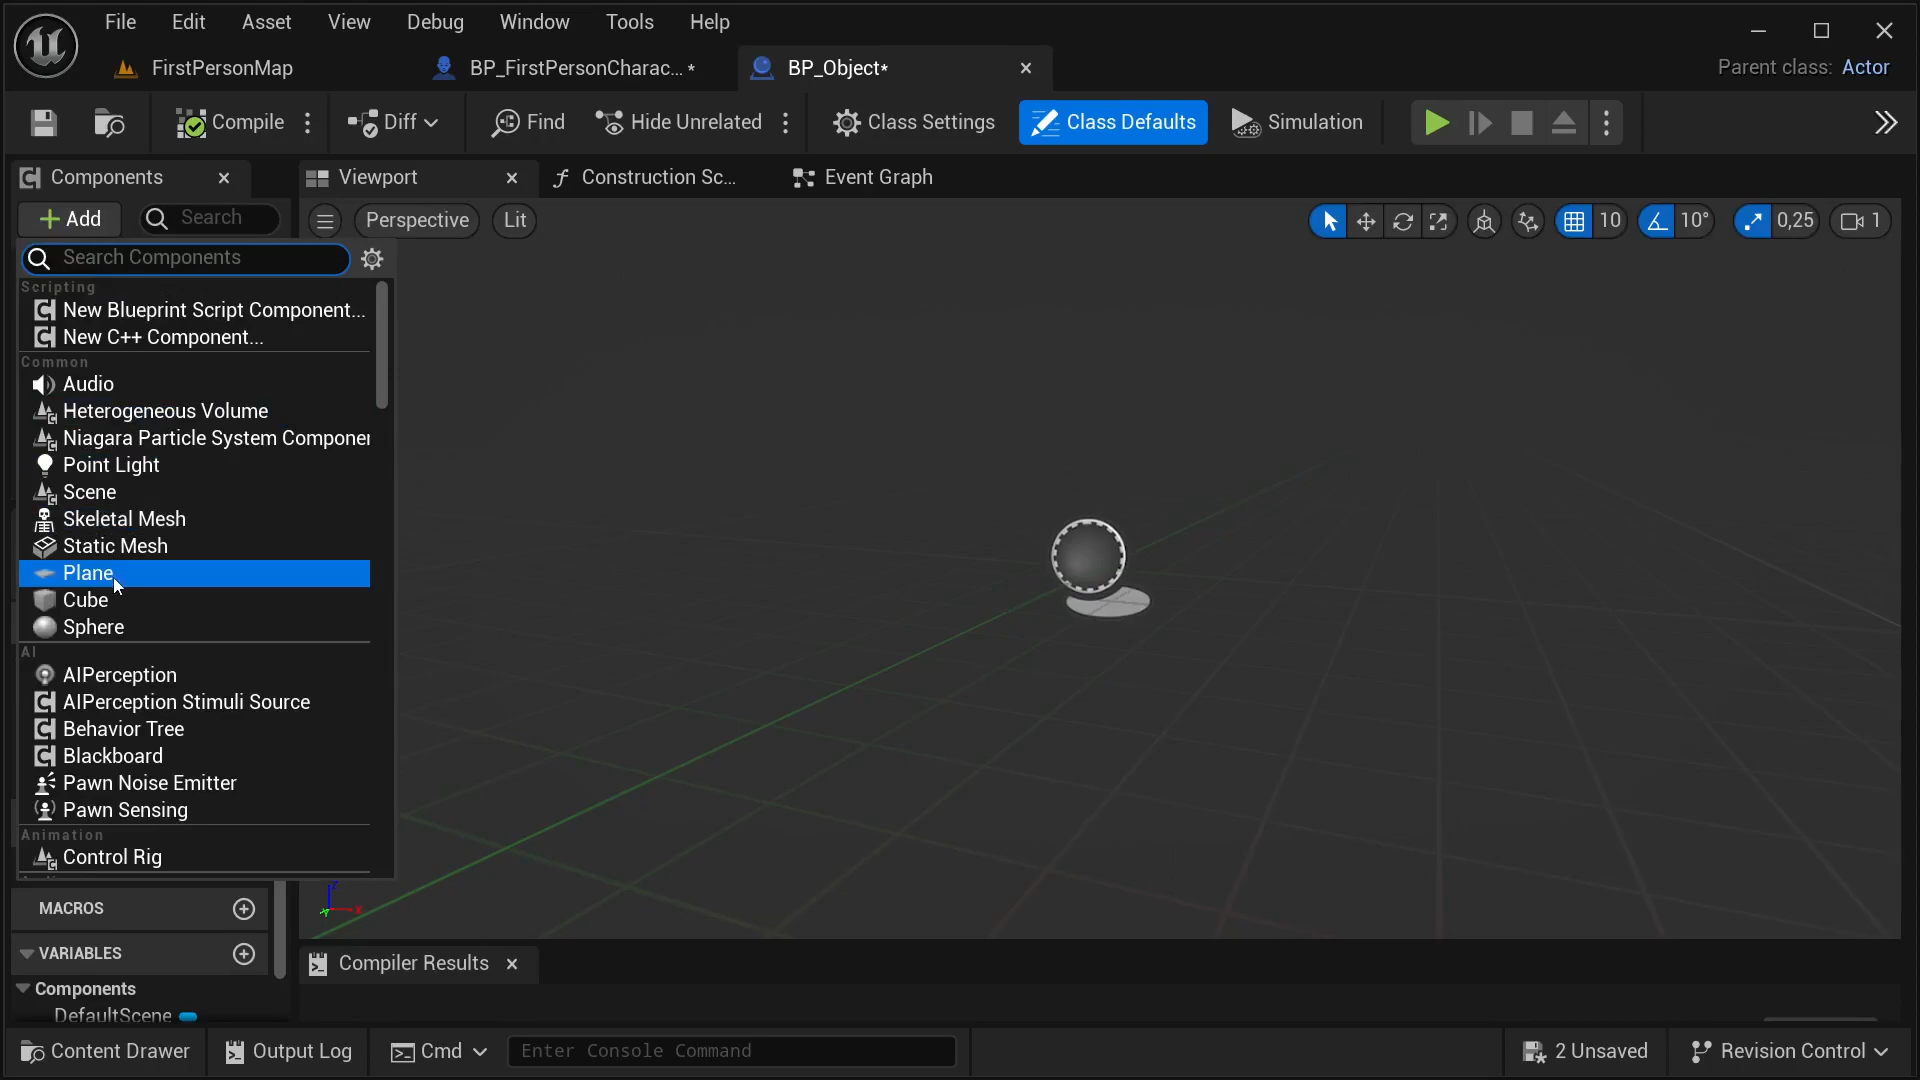 File Edit Asset View Debug Window Tools Help
FirstPersonMap BP_FirstPersonCharac...* BP_Object* Parent class: Actor
Compile Diff Find Hide Unrelated Class Settings Class Defaults Simulation
Components Viewport Construction Sc... Event Graph
Add Search Perspective Lit 10 10° 0,25 1
Search Components
Scripting
New Blueprint Script Component...
New C++ Component...
Common
Audio
Heterogeneous Volume
Niagara Particle System Componen
Point Light
Scene
Skeletal Mesh
Static Mesh
Plane
Cube
Sphere
AI
AIPerception
AIPerception Stimuli Source
Behavior Tree
Blackboard
Pawn Noise Emitter
Pawn Sensing
Animation
Control Rig
Z
Y X
MACROS
VARIABLES
Compiler Results
Components
DefaultScene
Content Drawer Output Log Cmd Enter Console Command 2 Unsaved Revision Control